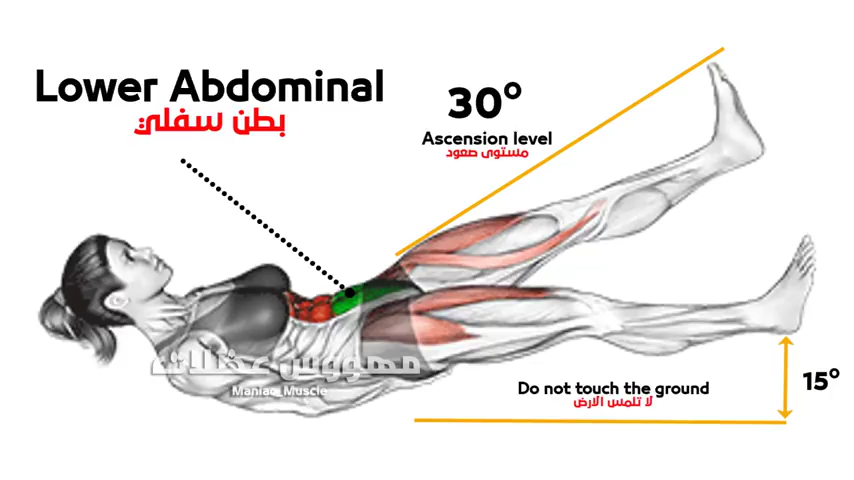 Lower Abdominal
بطن سفلي
30°
Ascension level
مستوى صعود
مهووس عضلات
Maniac Muscle
Do not touch the ground
لا تلمس الارض
15°